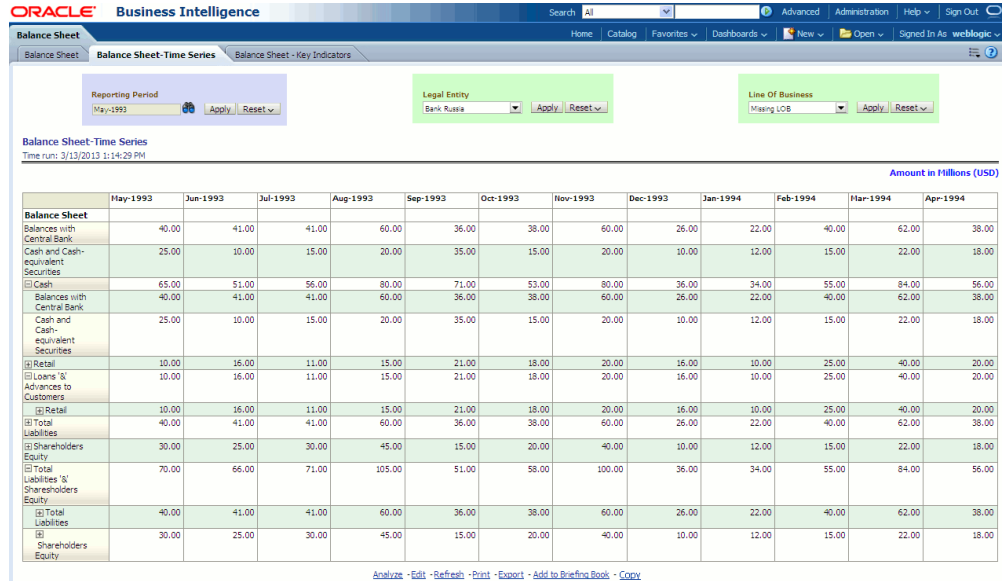 ORACLE Business Intelligence Search All Advanced Administration Help Sign Out
Balance Sheet Home Catalog Favorites Dashboards New Open Signed In As weblogic
Balance Sheet Balance Sheet-Time Series Balance Sheet - Key Indicators
Reporting Period Legal Entity Line Of Business
May-1993 Apply Reset Bank Russia Apply Reset Missing LOB Apply Reset
Balance Sheet-Time Series
Time run: 3/13/2013 1:14:29 PM
Amount in Millions (USD)
May-1993 Jun-1993 Jul-1993 Aug-1993 Sep-1993 Oct-1993 Nov-1993 Dec-1993 Jan-1994 Feb-1994 Mar-1994 Apr-1994
Balance Sheet
Balances with 40.00 41.00 41.00 60.00 36.00 38.00 60.00 26.00 22.00 40.00 62.00 38.00
Central Bank
Cash and Cash- 25.00 10.00 15.00 20.00 35.00 15.00 20.00 10.00 12.00 15.00 22.00 18.00
equivalent
Securities
Cash 65.00 51.00 56.00 80.00 71.00 53.00 80.00 36.00 34.00 55.00 84.00 56.00
Balances with 40.00 41.00 41.00 60.00 36.00 38.00 60.00 26.00 22.00 40.00 62.00 38.00
Central Bank
Cash and 25.00 10.00 15.00 20.00 35.00 15.00 20.00 10.00 12.00 15.00 22.00 18.00
Cash-
equivalent
Securities
Retail 10.00 16.00 11.00 15.00 21.00 18.00 20.00 16.00 10.00 25.00 40.00 20.00
Loans '&' 10.00 16.00 11.00 15.00 21.00 18.00 20.00 16.00 10.00 25.00 40.00 20.00
Advances to
Customers
Retail 10.00 16.00 11.00 15.00 21.00 18.00 20.00 16.00 10.00 25.00 40.00 20.00
Total 40.00 41.00 41.00 60.00 36.00 38.00 60.00 26.00 22.00 40.00 62.00 38.00
Liabilities
Shareholders 30.00 25.00 30.00 45.00 15.00 20.00 40.00 10.00 12.00 15.00 22.00 18.00
Equity
Total 70.00 66.00 71.00 105.00 51.00 58.00 100.00 36.00 34.00 55.00 84.00 56.00
Liabilities '&'
Sharesholders
Equity
Total 40.00 41.00 41.00 60.00 36.00 38.00 60.00 26.00 22.00 40.00 62.00 38.00
Liabilities
Shareholders 30.00 25.00 30.00 45.00 15.00 20.00 40.00 10.00 12.00 15.00 22.00 18.00
Equity
Analyze - Edit - Refresh - Print - Export - Add to Briefing Book - Copy